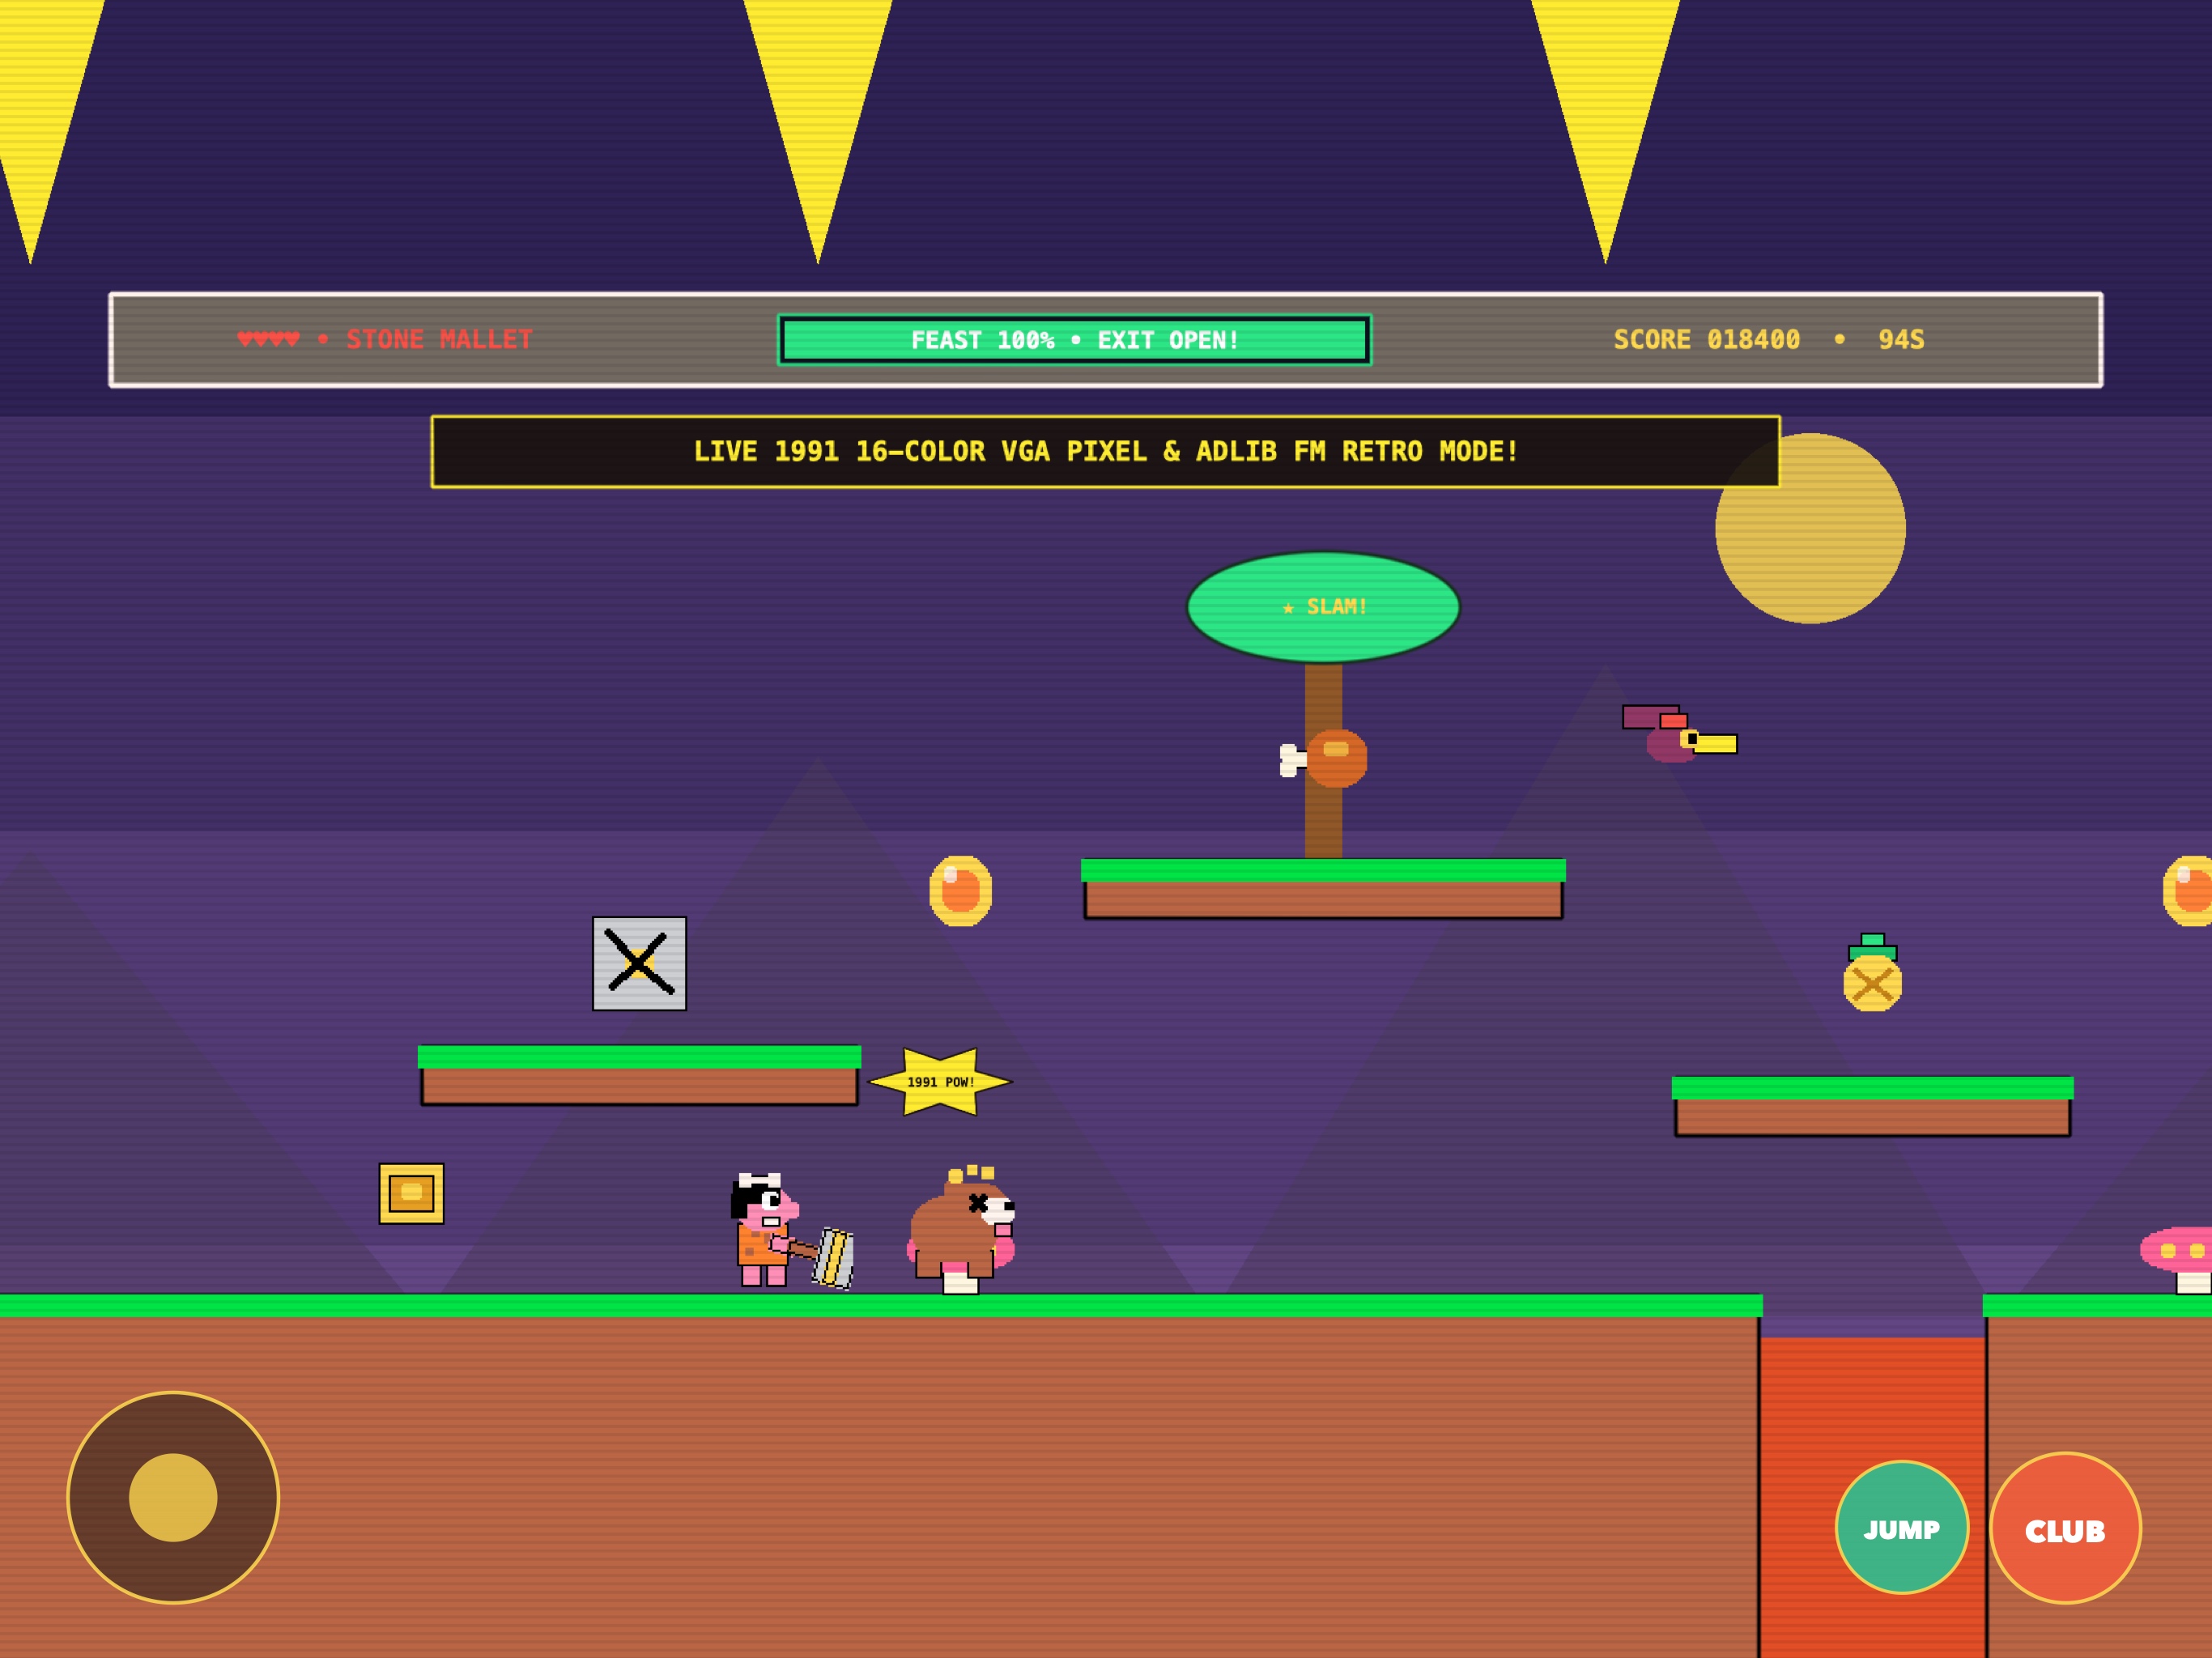 ♥♥♥♥ • STONE MALLET
FEAST 100% • EXIT OPEN!
SCORE 018400 • 94S
LIVE 1991 16–COLOR VGA PIXEL & ADLIB FM RETRO MODE!
★ SLAM!
1991 POW!
JUMP
CLUB